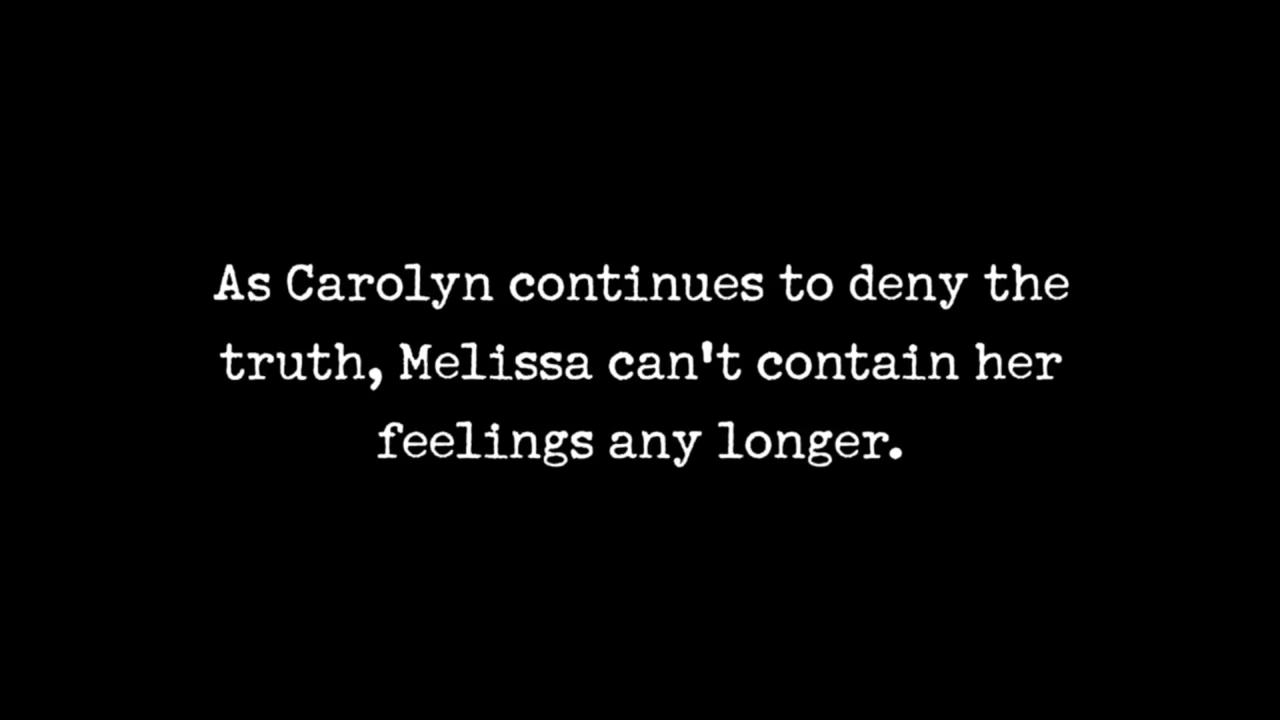 As Carolyn continues to deny the
truth, Melissa can't contain her
feelings any longer.